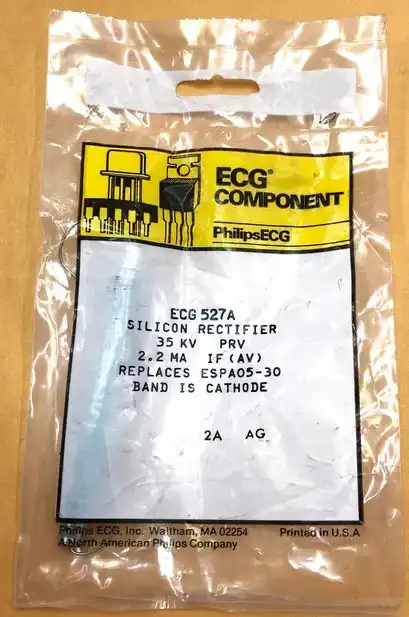 ECG®
COMPONENT
PhilipsECG
ECG 527A
SILICON RECTIFIER
35 KV PRV
2.2 MA IF(AV)
REPLACES ESPA05-30
BAND IS CATHODE
2A AG
Philips ECG, Inc. Waltham, MA 02254 Printed in U.S.A
A North American Philips Company